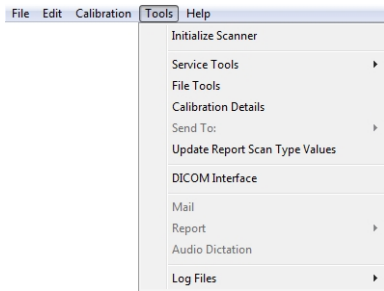 File Edit Calibration Tools Help
Initialize Scanner
Service Tools
File Tools
Calibration Details
Send To:
Update Report Scan Type Values
DICOM Interface
Mail
Report
Audio Dictation
Log Files